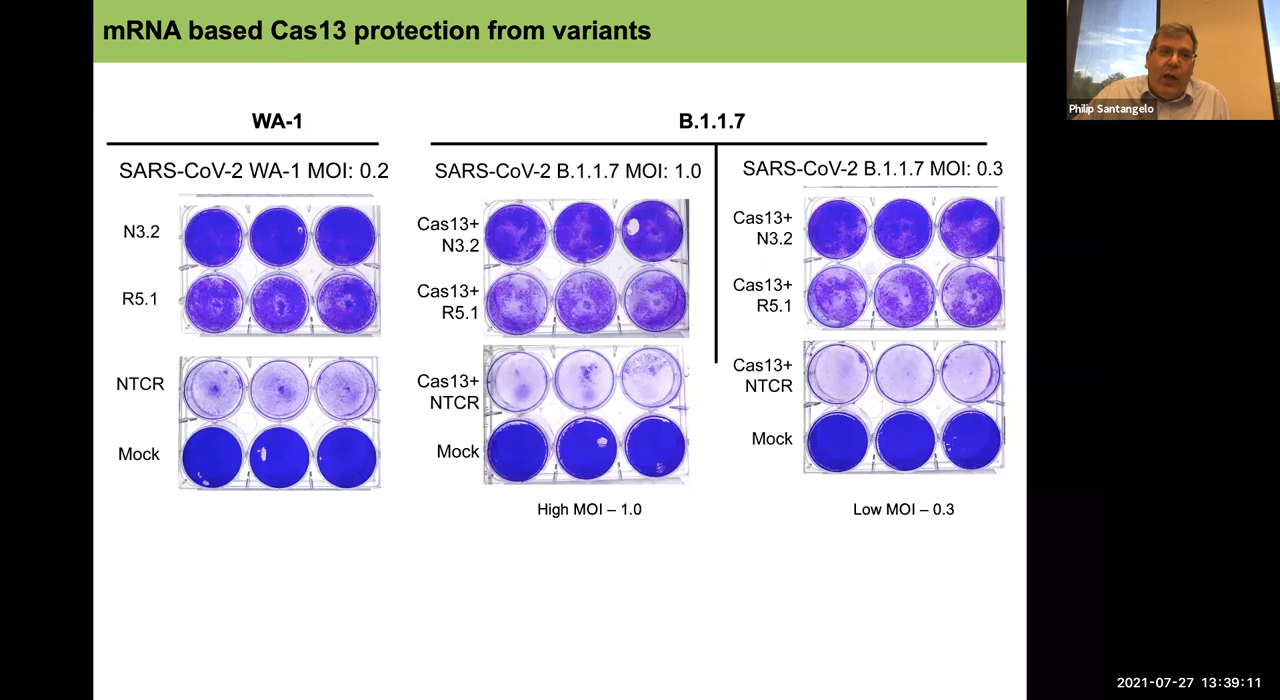 mRNA based Cas13 protection from variants
Philip Santangelo
WA-1
SARS-CoV-2 WA-1 MOI: 0.2
N3.2
R5.1
NTCR
Mock
B.1.1.7
SARS-CoV-2 B.1.1.7 MOI: 1.0
Cas13+
N3.2
Cas13+
R5.1
Cas13+
NTCR
Mock
High MOI – 1.0
SARS-CoV-2 B.1.1.7 MOI: 0.3
Cas13+
N3.2
Cas13+
R5.1
Cas13+
NTCR
Mock
Low MOI – 0.3
2021-07-27 13:39:11